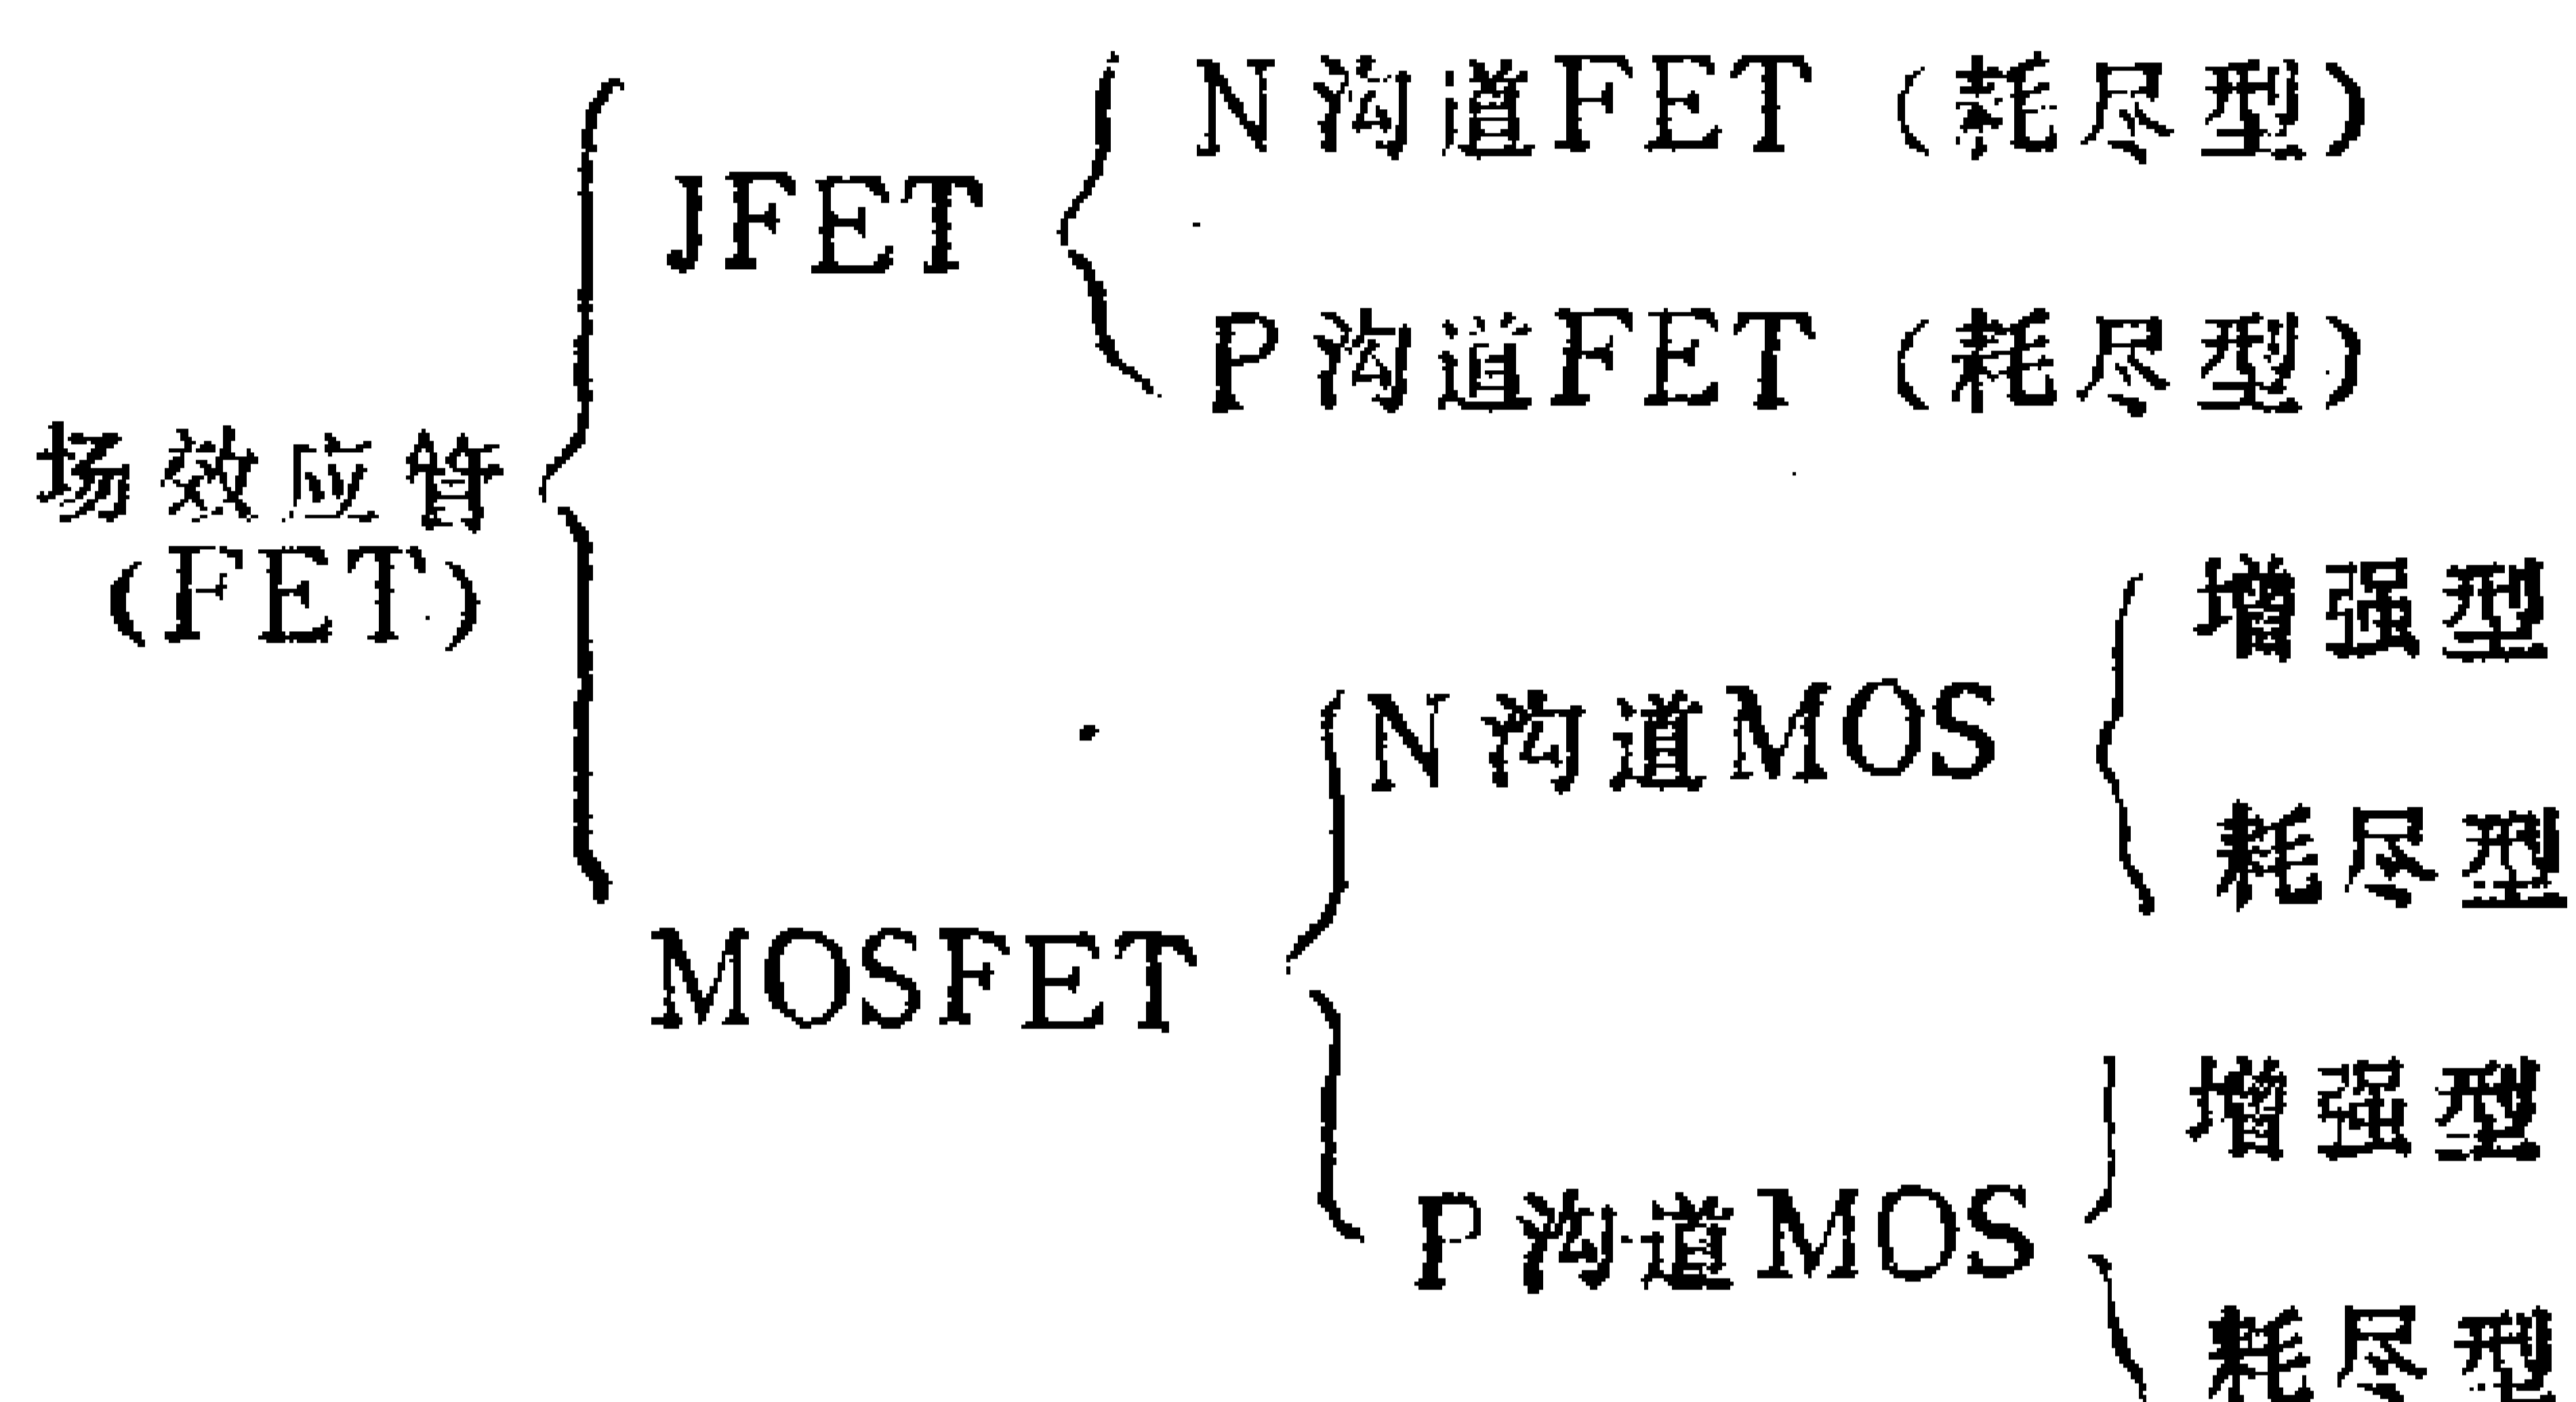 N沟道FET（耗尽型）
JFET
P沟道FET（耗尽型）
场效应管
(FET)
增强型
N沟道MOS
耗尽型
MOSFET
增强型
P沟道MOS
耗尽型